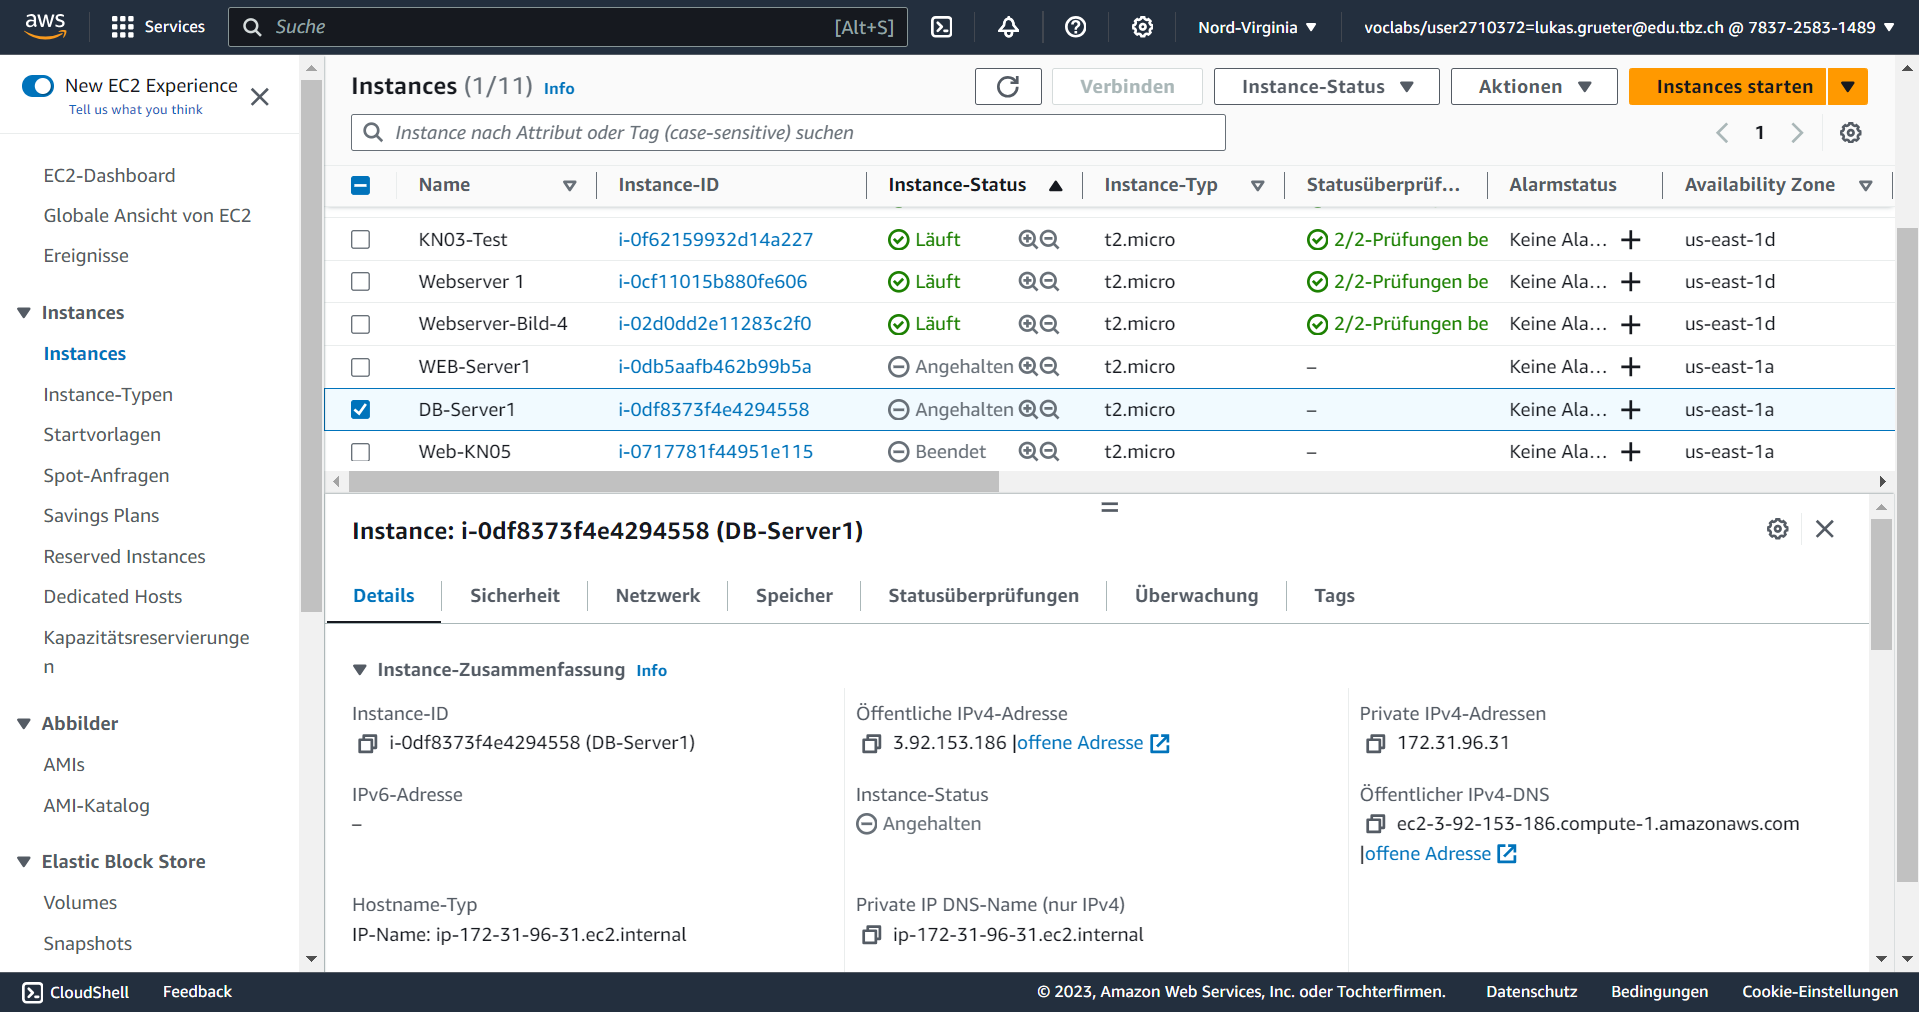 aws
Services
Suche
[Alt+S]
Nord-Virginia
voclabs/user2710372=lukas.grueter@edu.tbz.ch @ 7837-2583-1489
New EC2 Experience
Tell us what you think
EC2-Dashboard
Globale Ansicht von EC2
Ereignisse
Instances
Instances
Instance-Typen
Startvorlagen
Spot-Anfragen
Savings Plans
Reserved Instances
Dedicated Hosts
Kapazitätsreservierunge
n
Abbilder
AMIs
AMI-Katalog
Elastic Block Store
Volumes
Snapshots
Instances (1/11) Info
Verbinden
Instance-Status
Aktionen
Instances starten
Instance nach Attribut oder Tag (case-sensitive) suchen
1
Name Instance-ID Instance-Status Instance-Typ Statusüberprüf... Alarmstatus Availability Zone
KN03-Test i-0f62159932d14a227 Läuft t2.micro 2/2-Prüfungen be Keine Ala... + us-east-1d
Webserver 1 i-0cf11015b880fe606 Läuft t2.micro 2/2-Prüfungen be Keine Ala... + us-east-1d
Webserver-Bild-4 i-02d0dd2e11283c2f0 Läuft t2.micro 2/2-Prüfungen be Keine Ala... + us-east-1d
WEB-Server1 i-0db5aafb462b99b5a Angehalten t2.micro – Keine Ala... + us-east-1a
DB-Server1 i-0df8373f4e4294558 Angehalten t2.micro – Keine Ala... + us-east-1a
Web-KN05 i-0717781f44951e115 Beendet t2.micro – Keine Ala... + us-east-1a
Instance: i-0df8373f4e4294558 (DB-Server1)
Details Sicherheit Netzwerk Speicher Statusüberprüfungen Überwachung Tags
Instance-Zusammenfassung Info
Instance-ID
i-0df8373f4e4294558 (DB-Server1)
Öffentliche IPv4-Adresse
3.92.153.186 |offene Adresse
Private IPv4-Adressen
172.31.96.31
IPv6-Adresse
–
Instance-Status
Angehalten
Öffentlicher IPv4-DNS
ec2-3-92-153-186.compute-1.amazonaws.com
|offene Adresse
Hostname-Typ
IP-Name: ip-172-31-96-31.ec2.internal
Private IP DNS-Name (nur IPv4)
ip-172-31-96-31.ec2.internal
CloudShell
Feedback
© 2023, Amazon Web Services, Inc. oder Tochterfirmen.
Datenschutz
Bedingungen
Cookie-Einstellungen